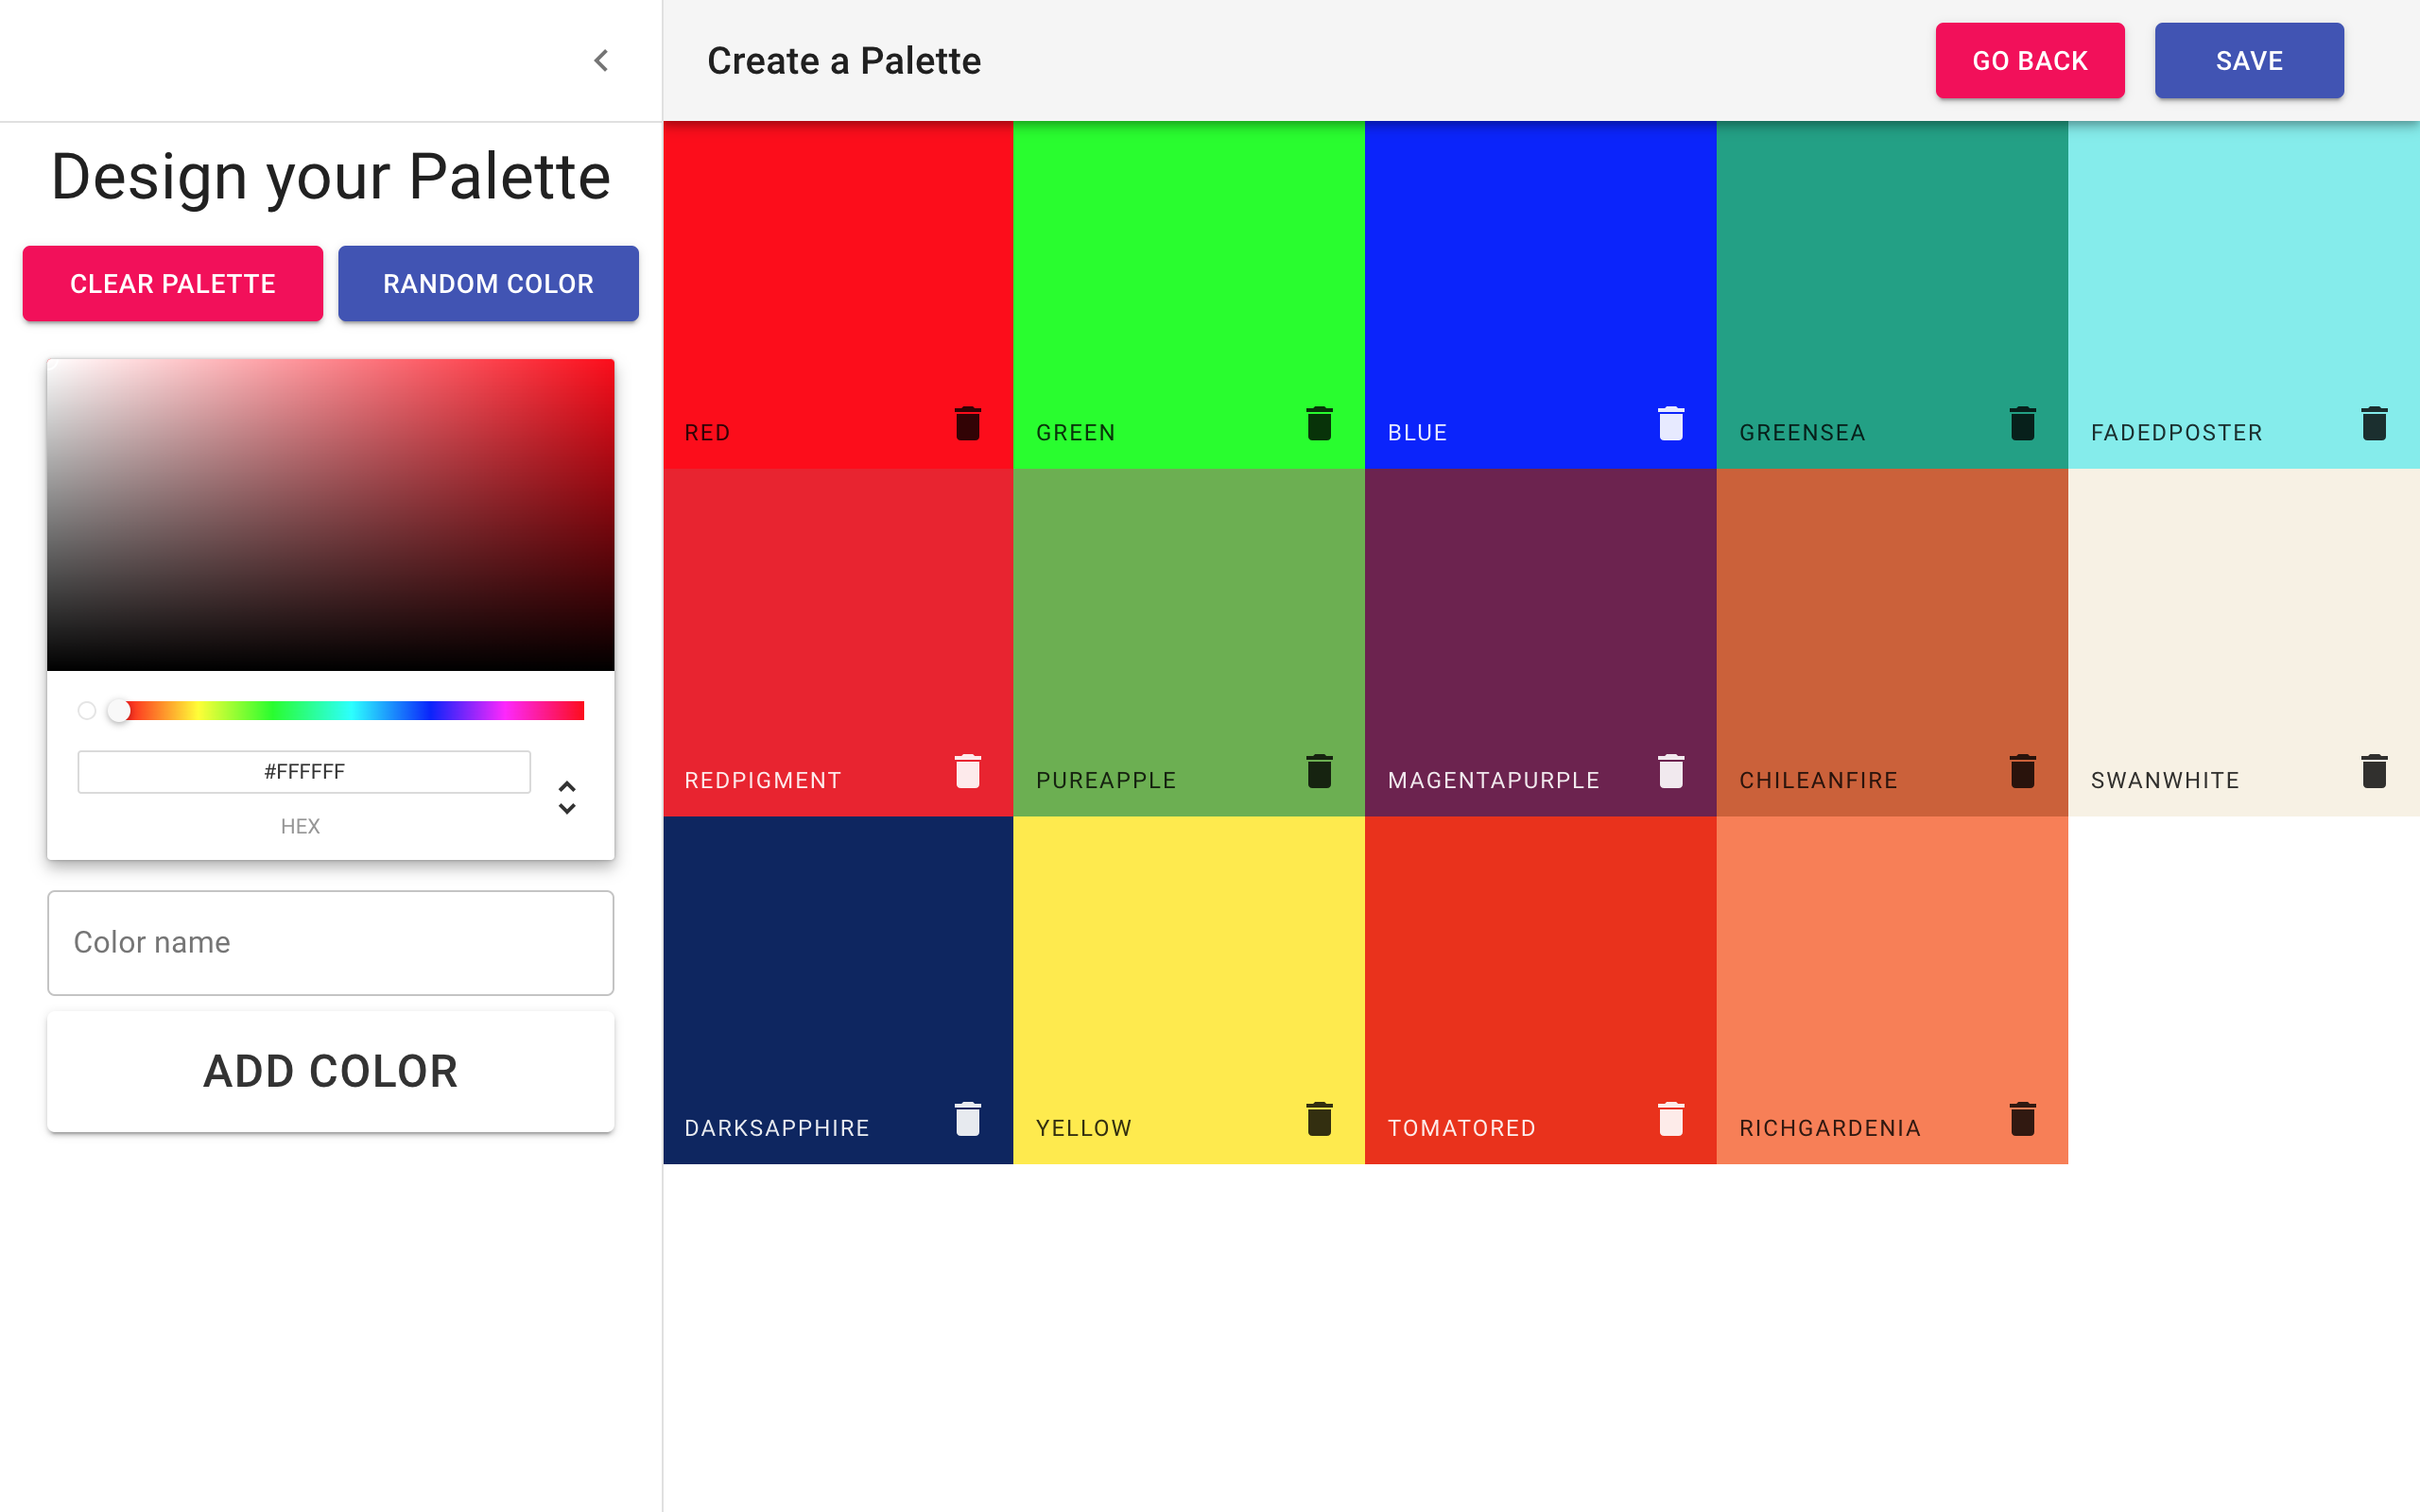 Create a Palette
GO BACK
SAVE
Design your Palette
CLEAR PALETTE
RANDOM COLOR
#FFFFFF
HEX
Color name
ADD COLOR
RED
GREEN
BLUE
GREENSEA
FADEDPOSTER
REDPIGMENT
PUREAPPLE
MAGENTAPURPLE
CHILEANFIRE
SWANWHITE
DARKSAPPHIRE
YELLOW
TOMATORED
RICHGARDENIA